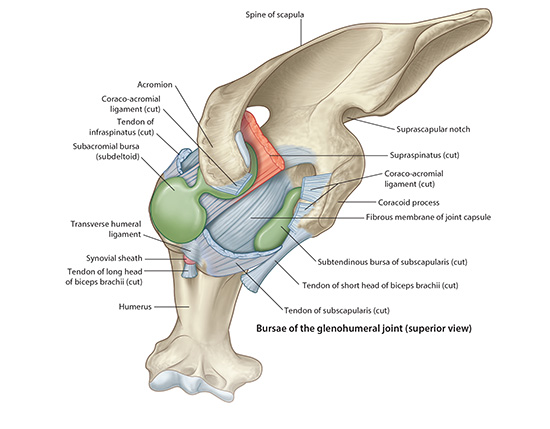 Spine of scapula
Acromion
Coraco-acromial
ligament (cut)
Tendon of
infraspinatus (cut)
Subacromial bursa
(subdeltoid)
Transverse humeral
ligament
Synovial sheath
Tendon of long head
of biceps brachii (cut)
Humerus
Suprascapular notch
Supraspinatus (cut)
Coraco-acromial
ligament (cut)
Coracoid process
Fibrous membrane of joint capsule
Subtendinous bursa of subscapularis (cut)
Tendon of short head of biceps brachii (cut)
Tendon of subscapularis (cut)
Bursae of the glenohumeral joint (superior view)